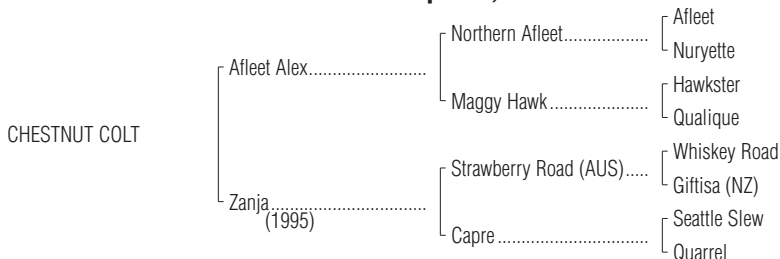 Afleet
Northern Afleet....................
Nuryette
Afleet Alex............................
Hawkster
Maggy Hawk.......................
Qualique
CHESTNUT COLT
Whiskey Road
Strawberry Road (AUS).....
Giftisa (NZ)
Zanja.....................................
(1995)
Seattle Slew
Capre...................................
Quarrel